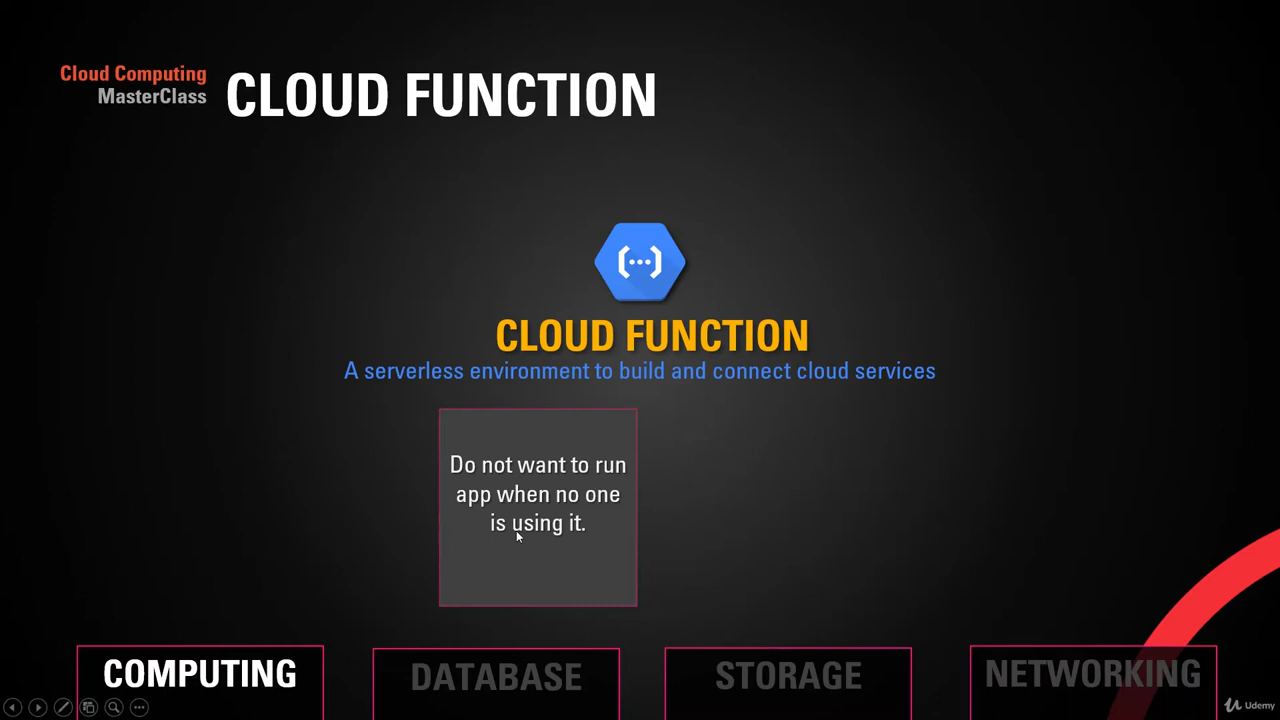 Cloud Computing
MasterClass
CLOUD FUNCTION
CLOUD FUNCTION
A serverless environment to build and connect cloud services
Do not want to run
app when no one
is using it.
COMPUTING
DATABASE
STORAGE
NETWORKING
Udemy